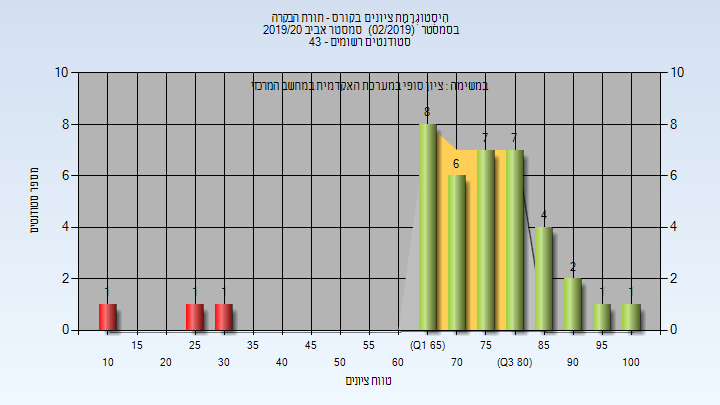 הִיסְטוֹגְרָמַת ציונים בקורס - תורת הבקרה
בסמסטר (02/2019) סמסטר אביב 2019/20
סטודנטים רשומים - 43
במשימה : ציון סופי במערכת האקדמית במחשב המרכזי
מספר סטודנטים
10 10
8 8
6 6
4 4
2 2
0 0
1 1 1 8 6 7 7 4 2 1 1
15 25 35 45 55 (Q1 65) 75 85 95
10 20 30 40 50 60 70 (Q3 80) 90 100
טווח ציונים